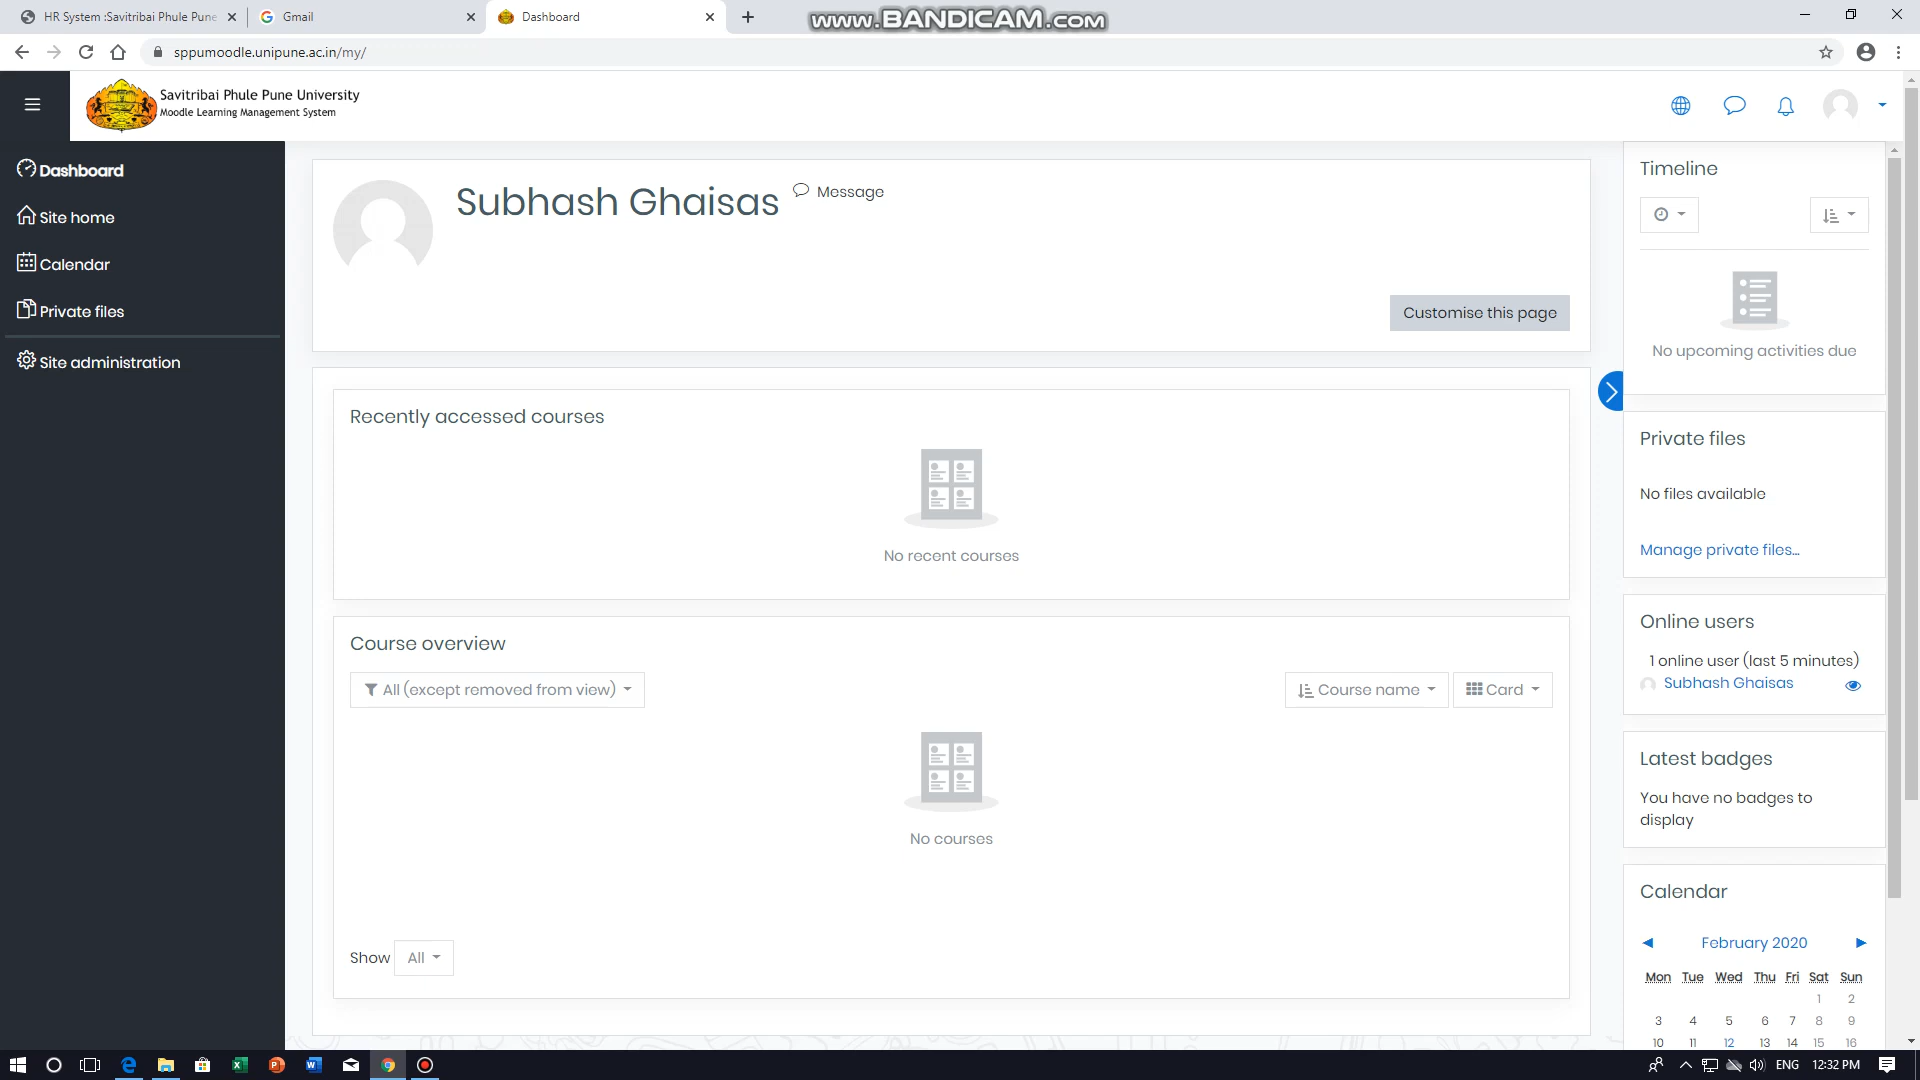 HR System :Savitribai Phule Pune
Gmail
Dashboard
www.BANDICAM.com
sppumoodle.unipune.ac.in/my/
Savitribai Phule Pune University
Moodle Learning Management System
Dashboard
Site home
Calendar
Private files
Site administration
Subhash Ghaisas
Message
Customise this page
Recently accessed courses
No recent courses
Course overview
All (except removed from view)
Course name
Card
No courses
Show All
Timeline
No upcoming activities due
Private files
No files available
Manage private files...
Online users
1 online user (last 5 minutes)
Subhash Ghaisas
Latest badges
You have no badges to
display
Calendar
February 2020
Mon Tue Wed Thu Fri Sat Sun
1 2
3 4 5 6 7 8 9
10 11 12 13 14 15 16
ENG 12:32 PM